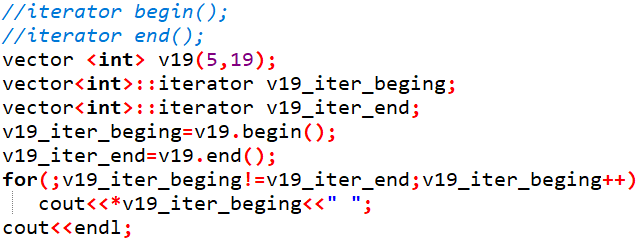 //iterator begin();
//iterator end();
vector <int> v19(5,19);
vector<int>::iterator v19_iter_beging;
vector<int>::iterator v19_iter_end;
v19_iter_beging=v19.begin();
v19_iter_end=v19.end();
for(;v19_iter_beging!=v19_iter_end;v19_iter_beging++)
    cout<<*v19_iter_beging<<" ";
cout<<endl;